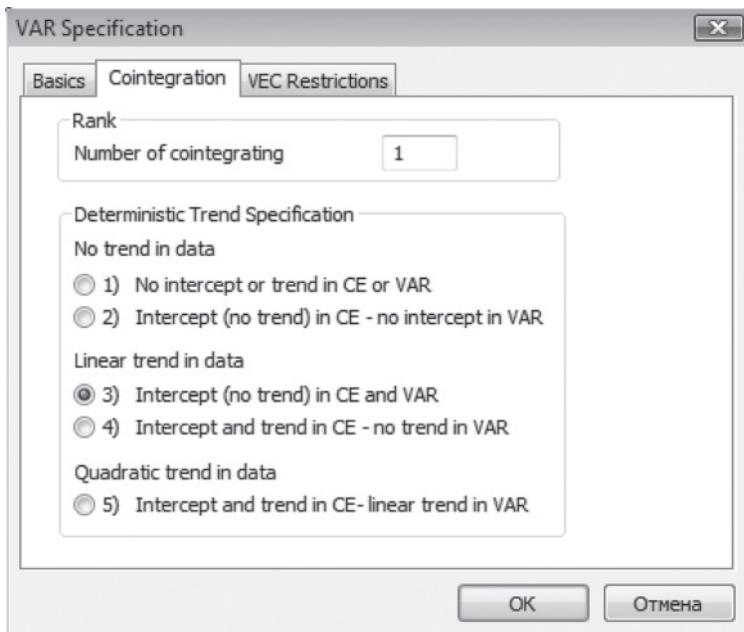 VAR Specification
Basics
Cointegration
VEC Restrictions
Rank
Number of cointegrating
1
Deterministic Trend Specification
No trend in data
1) No intercept or trend in CE or VAR
2) Intercept (no trend) in CE - no intercept in VAR
Linear trend in data
3) Intercept (no trend) in CE and VAR
4) Intercept and trend in CE - no trend in VAR
Quadratic trend in data
5) Intercept and trend in CE- linear trend in VAR
OK
Отмена